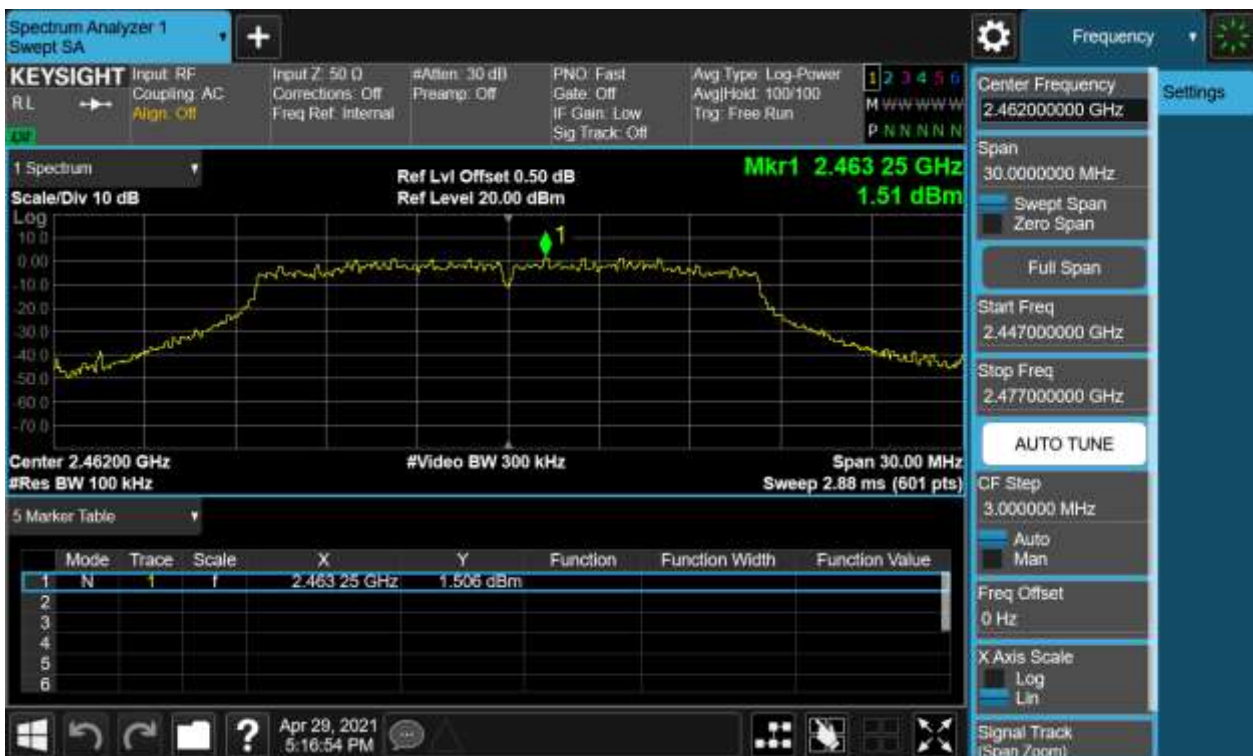 Spectrum Analyzer 1
Swept SA
+
Frequency
KEYSIGHT
RL
Input: RF
Coupling: AC
Align: Off
Input Z: 50 Ω
Corrections: Off
Freq Ref: Internal
#Atten: 30 dB
Preamp: Off
PNO: Fast
Gate: Off
IF Gain: Low
Sig Track: Off
Avg Type: Log-Power
Avg|Hold: 100/100
Trig: Free Run
1 2 3 4 5 6
M W W W W W
P N N N N N
1 Spectrum
Scale/Div 10 dB
Ref Lvl Offset 0.50 dB
Ref Level 20.00 dBm
Mkr1 2.463 25 GHz
1.51 dBm
Log
10.0
0.00
-10.0
-20.0
-30.0
-40.0
-50.0
-60.0
-70.0
1
Center 2.46200 GHz
#Video BW 300 kHz
Span 30.00 MHz
#Res BW 100 kHz
Sweep 2.88 ms (601 pts)
5 Marker Table
Mode Trace Scale X Y Function Function Width Function Value
1 N 1 f 2.463 25 GHz 1.506 dBm
2
3
4
5
6
?
Apr 29, 2021
5:16:54 PM
Center Frequency
2.462000000 GHz
Settings
Span
30.0000000 MHz
Swept Span
Zero Span
Full Span
Start Freq
2.447000000 GHz
Stop Freq
2.477000000 GHz
AUTO TUNE
CF Step
3.000000 MHz
Auto
Man
Freq Offset
0 Hz
X Axis Scale
Log
Lin
Signal Track
(Span Zoom)